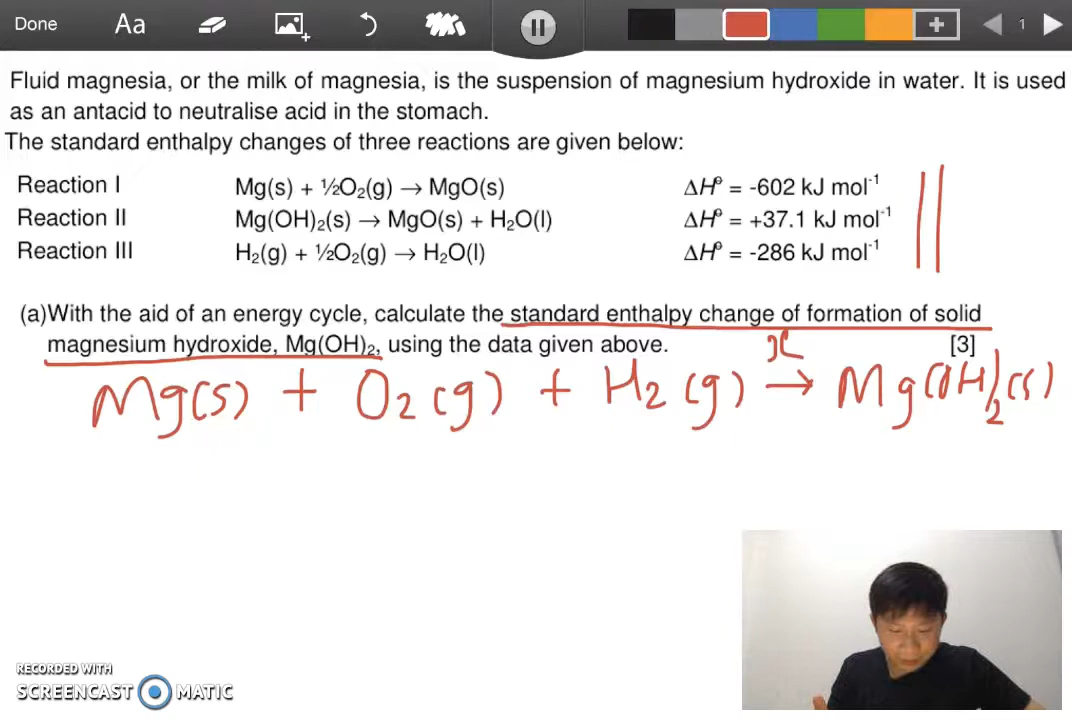 Done Aa 1
Fluid magnesia, or the milk of magnesia, is the suspension of magnesium hydroxide in water. It is used
as an antacid to neutralise acid in the stomach.
The standard enthalpy changes of three reactions are given below:
Reaction I Mg(s) + ½O₂(g) → MgO(s) ΔH° = -602 kJ mol⁻¹
Reaction II Mg(OH)₂(s) → MgO(s) + H₂O(l) ΔH° = +37.1 kJ mol⁻¹
Reaction III H₂(g) + ½O₂(g) → H₂O(l) ΔH° = -286 kJ mol⁻¹
(a)With the aid of an energy cycle, calculate the standard enthalpy change of formation of solid
magnesium hydroxide, Mg(OH)₂, using the data given above. [3]
x
Mg(s) + O₂(g) + H₂(g) → Mg(OH)₂(s)
RECORDED WITH
SCREENCAST MATIC